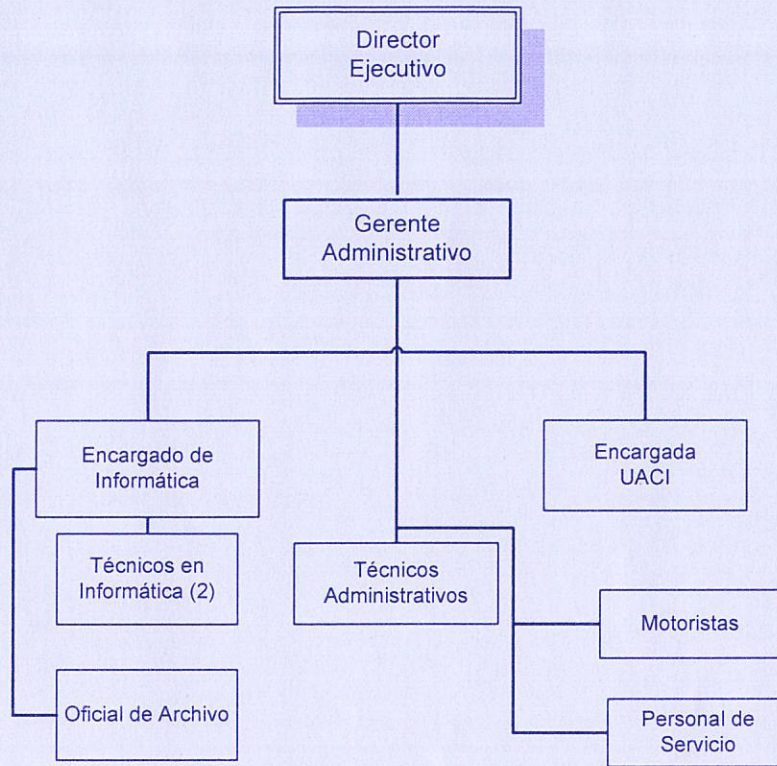 Director
Ejecutivo
Gerente
Administrativo
Encargado de
Informática
Encargada
UACI
Técnicos en
Informática (2)
Técnicos
Administrativos
Motoristas
Oficial de Archivo
Personal de
Servicio